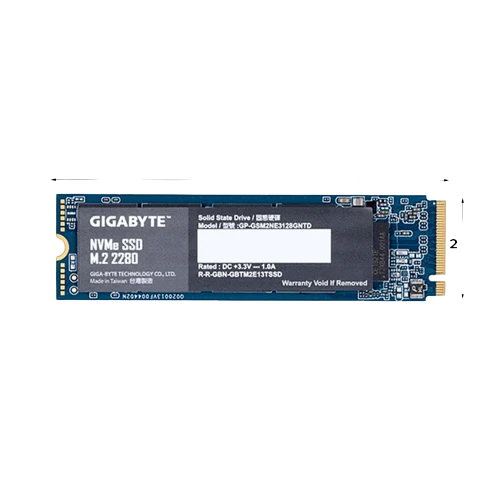 GIGABYTE™
NVMe SSD
M.2 2280
GIGA-BYTE TECHNOLOGY CO., LTD.
Made in Taiwan 台灣製造
Solid State Drive / 固態硬碟
Model / 型號 :GP-GSM2NE3128GNTD
Rated : DC +3.3V⎓ 1.0A
R-R-GBN-GBTM2E13TSSD
Warranty Void If Removed
2